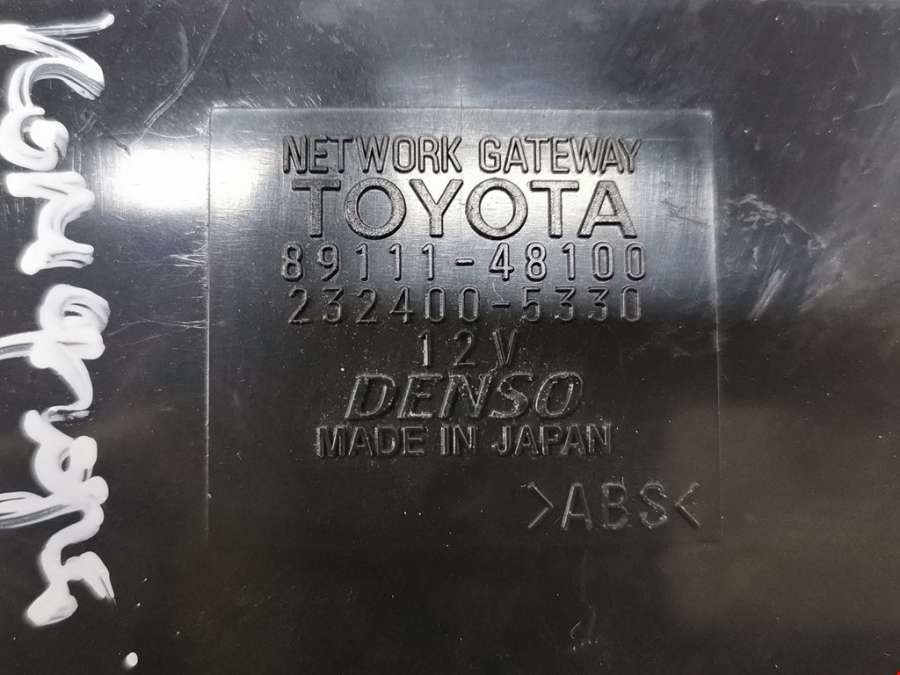 NETWORK GATEWAY
TOYOTA
89111-48100
232400-5330
12V
DENSO
MADE IN JAPAN
>ABS<